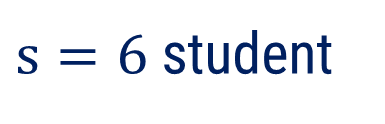 s = 6 student